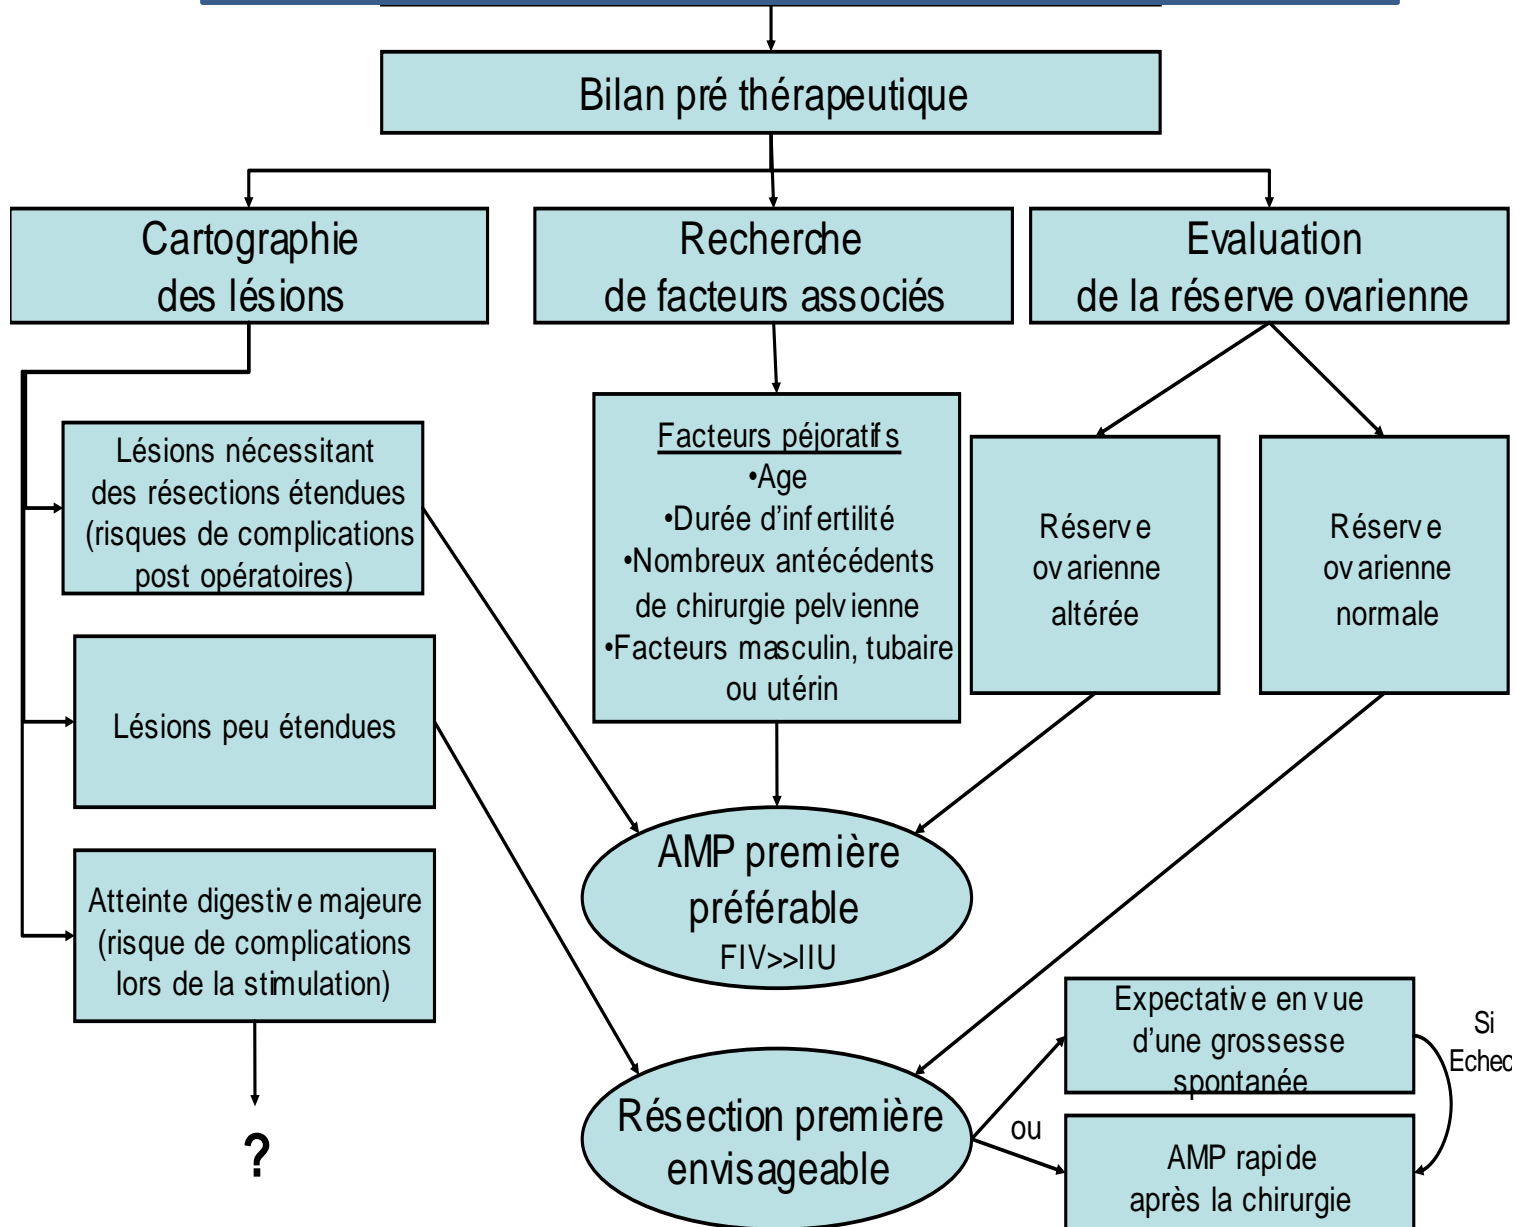 Bilan pré thérapeutique
Cartographie
des lésions
Recherche
de facteurs associés
Evaluation
de la réserve ovarienne
Lésions nécessitant
des résections étendues
(risques de complications
post opératoires)
Lésions peu étendues
Atteinte digestive majeure
(risque de complications
lors de la stimulation)
?
Facteurs péjoratifs
•Age
•Durée d'infertilité
•Nombreux antécédents
de chirurgie pelvienne
•Facteurs masculin, tubaire
ou utérin
Réserve
ovarienne
altérée
Réserve
ovarienne
normale
AMP première
préférable
FIV>>IIU
Résection première
envisageable
ou
Expectative en vue
d'une grossesse
spontanée
Si
Echec
AMP rapide
après la chirurgie